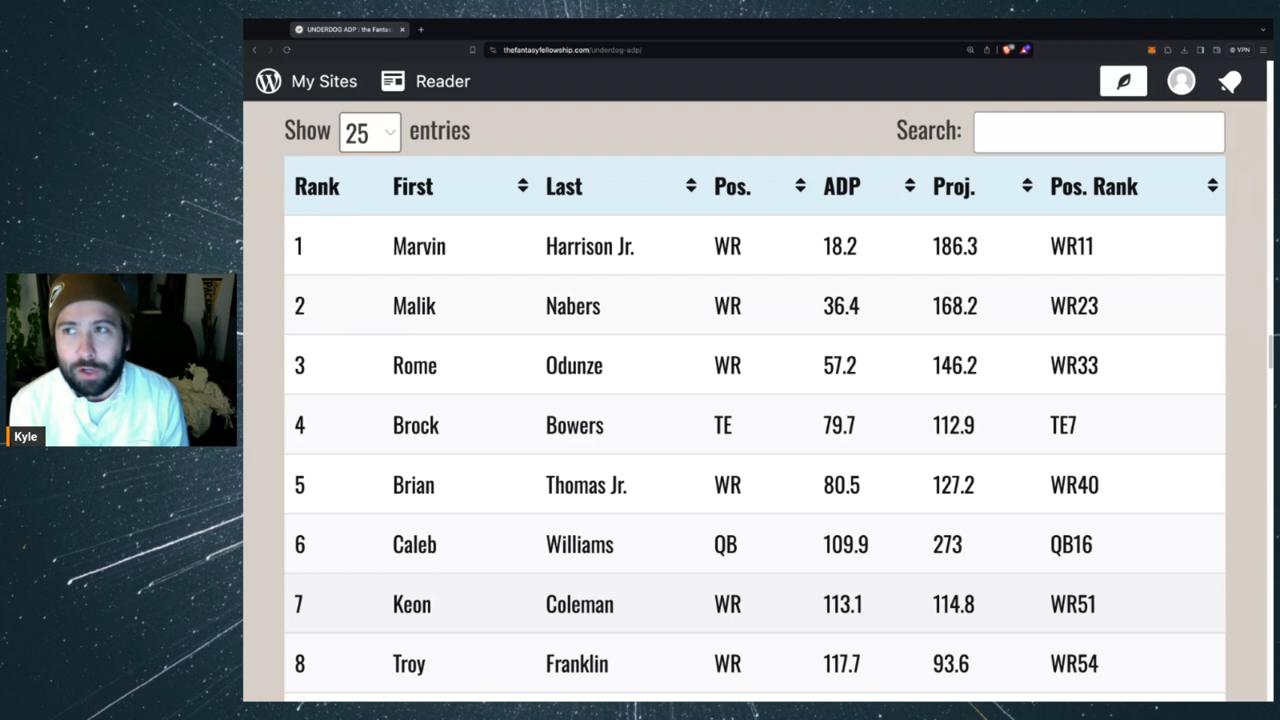 UNDERDOG ADP : the Fantas
thefantasyfellowship.com/underdog-adp/
VPN
My Sites
Reader
Show 25 entries
Search:
Rank First Last Pos. ADP Proj. Pos. Rank
1 Marvin Harrison Jr. WR 18.2 186.3 WR11
2 Malik Nabers WR 36.4 168.2 WR23
3 Rome Odunze WR 57.2 146.2 WR33
4 Brock Bowers TE 79.7 112.9 TE7
5 Brian Thomas Jr. WR 80.5 127.2 WR40
6 Caleb Williams QB 109.9 273 QB16
7 Keon Coleman WR 113.1 114.8 WR51
8 Troy Franklin WR 117.7 93.6 WR54
Kyle